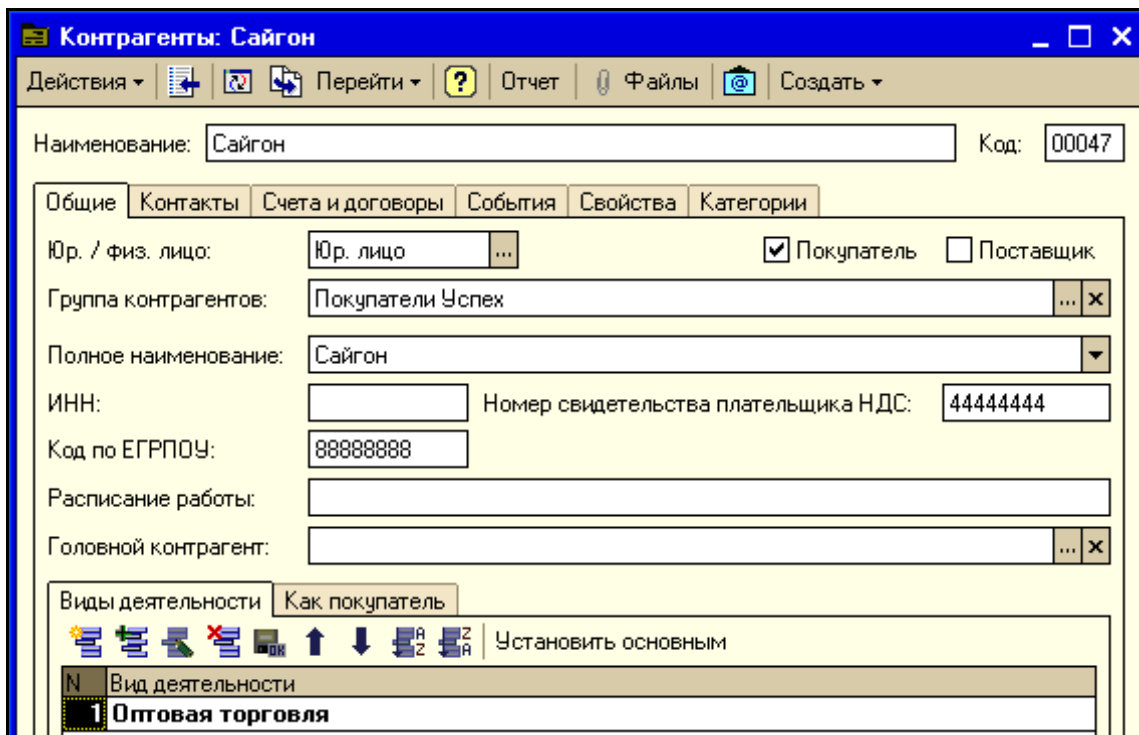 Контрагенты: Сайгон
Действия Перейти ? Отчет Файлы @ Создать
Наименование: Сайгон Код: 00047
Общие Контакты Счета и договоры События Свойства Категории
Юр. / физ. лицо: Юр. лицо ... Покупатель Поставщик
Группа контрагентов: Покупатели Успех ... x
Полное наименование: Сайгон
ИНН: Номер свидетельства плательщика НДС: 44444444
Код по ЕГРПОУ: 88888888
Расписание работы:
Головной контрагент: ... x
Виды деятельности Как покупатель
OK A Z Z A Установить основным
N Вид деятельности
1 Оптовая торговля